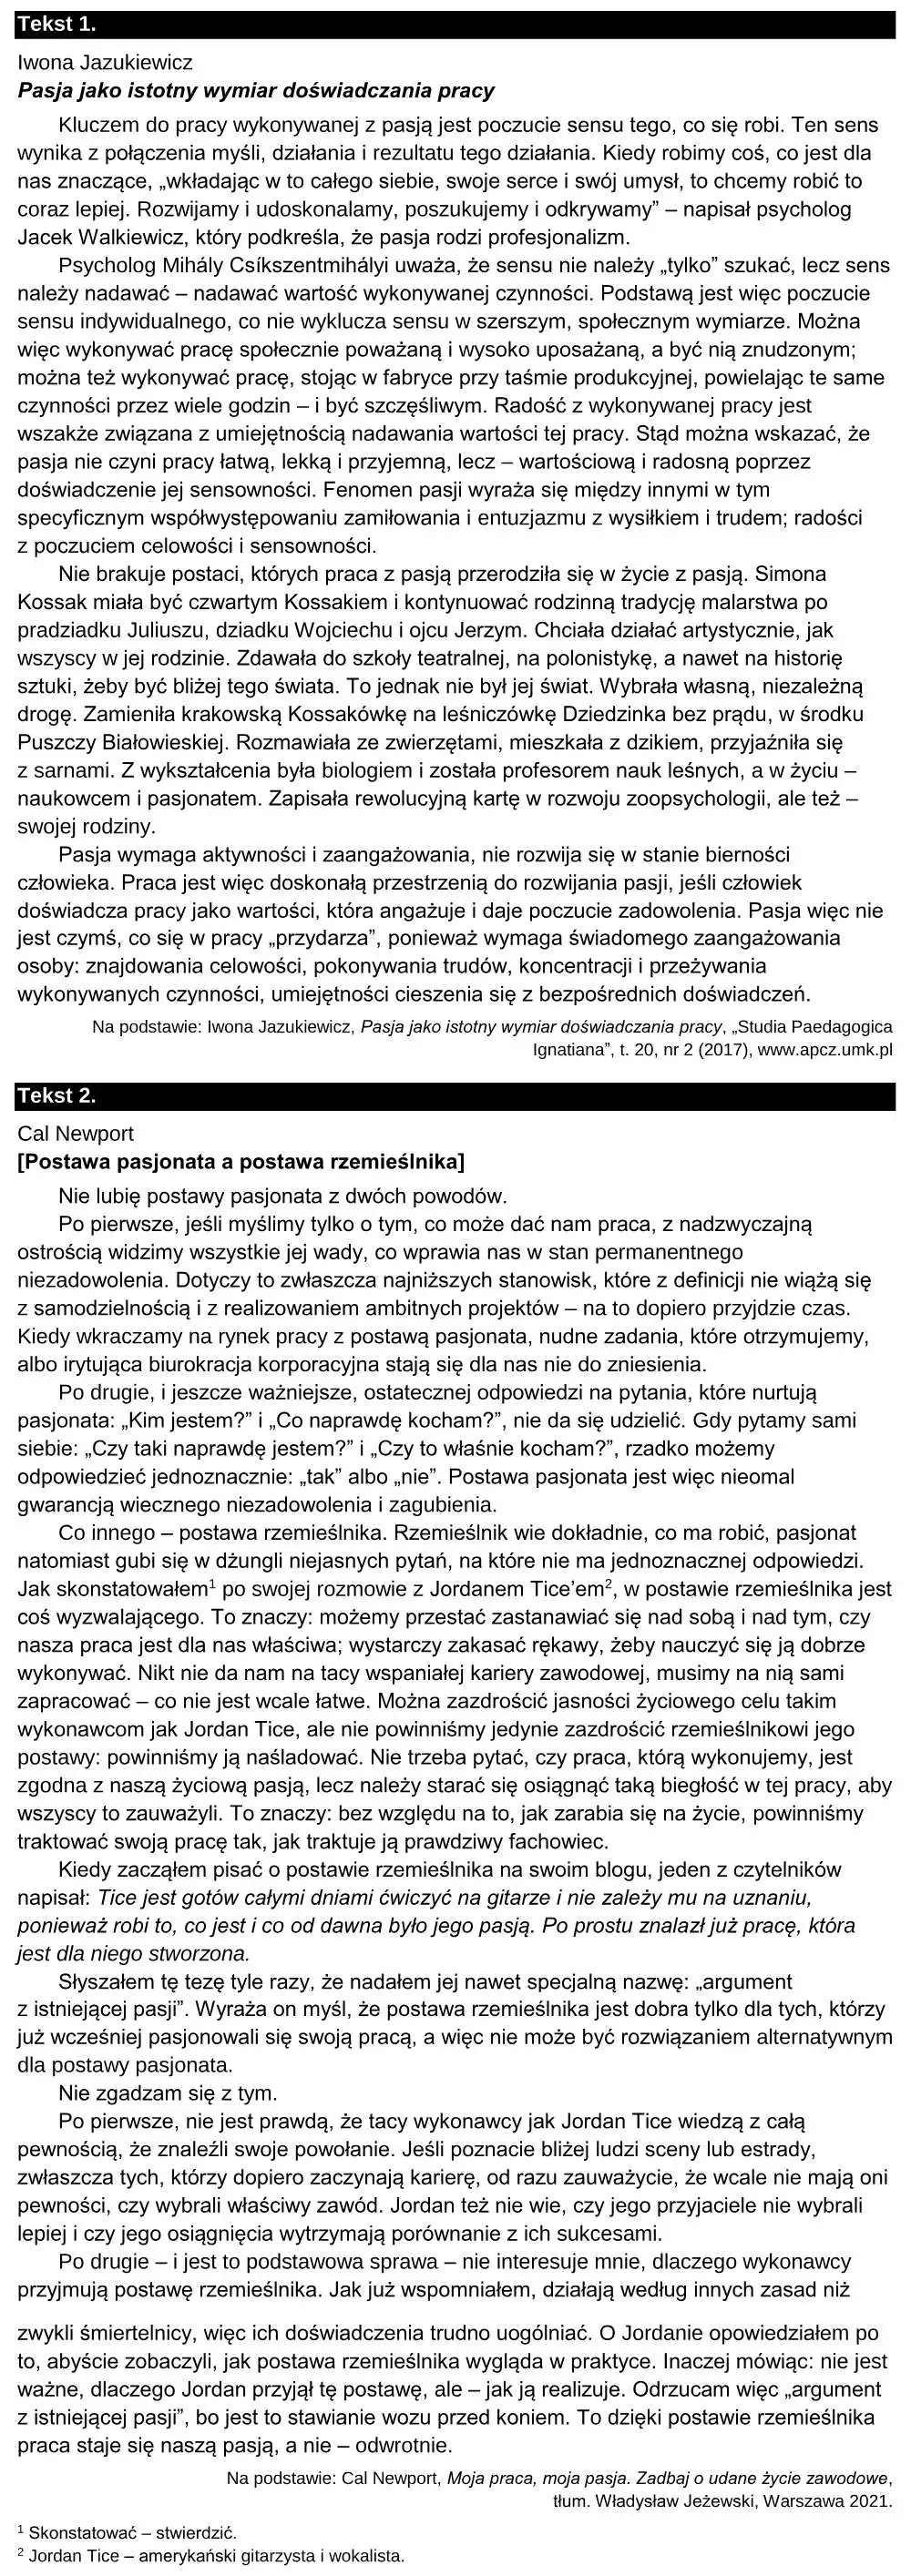 Tekst 1.
Iwona Jazukiewicz
Pasja jako istotny wymiar doświadczania pracy
Kluczem do pracy wykonywanej z pasją jest poczucie sensu tego, co się robi. Ten sens
wynika z połączenia myśli, działania i rezultatu tego działania. Kiedy robimy coś, co jest dla
nas znaczące, „wkładając w to całego siebie, swoje serce i swój umysł, to chcemy robić to
coraz lepiej. Rozwijamy i udoskonalamy, poszukujemy i odkrywamy” – napisał psycholog
Jacek Walkiewicz, który podkreśla, że pasja rodzi profesjonalizm.
Psycholog Mihály Csíkszentmihályi uważa, że sensu nie należy „tylko” szukać, lecz sens
należy nadawać – nadawać wartość wykonywanej czynności. Podstawą jest więc poczucie
sensu indywidualnego, co nie wyklucza sensu w szerszym, społecznym wymiarze. Można
więc wykonywać pracę społecznie poważaną i wysoko uposażaną, a być nią znudzonym;
można też wykonywać pracę, stojąc w fabryce przy taśmie produkcyjnej, powielając te same
czynności przez wiele godzin – i być szczęśliwym. Radość z wykonywanej pracy jest
wszakże związana z umiejętnością nadawania wartości tej pracy. Stąd można wskazać, że
pasja nie czyni pracy łatwą, lekką i przyjemną, lecz – wartościową i radosną poprzez
doświadczenie jej sensowności. Fenomen pasji wyraża się między innymi w tym
specyficznym współwystępowaniu zamiłowania i entuzjazmu z wysiłkiem i trudem; radości
z poczuciem celowości i sensowności.
Nie brakuje postaci, których praca z pasją przerodziła się w życie z pasją. Simona
Kossak miała być czwartym Kossakiem i kontynuować rodzinną tradycję malarstwa po
pradziadku Juliuszu, dziadku Wojciechu i ojcu Jerzym. Chciała działać artystycznie, jak
wszyscy w jej rodzinie. Zdawała do szkoły teatralnej, na polonistykę, a nawet na historię
sztuki, żeby być bliżej tego świata. To jednak nie był jej świat. Wybrała własną, niezależną
drogę. Zamieniła krakowską Kossakówkę na leśniczówkę Dziedzinka bez prądu, w środku
Puszczy Białowieskiej. Rozmawiała ze zwierzętami, mieszkała z dzikiem, przyjaźniła się
z sarnami. Z wykształcenia była biologiem i została profesorem nauk leśnych, a w życiu –
naukowcem i pasjonatem. Zapisała rewolucyjną kartę w rozwoju zoopsychologii, ale też –
swojej rodziny.
Pasja wymaga aktywności i zaangażowania, nie rozwija się w stanie bierności
człowieka. Praca jest więc doskonałą przestrzenią do rozwijania pasji, jeśli człowiek
doświadcza pracy jako wartości, która angażuje i daje poczucie zadowolenia. Pasja więc nie
jest czymś, co się w pracy „przydarza”, ponieważ wymaga świadomego zaangażowania
osoby: znajdowania celowości, pokonywania trudów, koncentracji i przeżywania
wykonywanych czynności, umiejętności cieszenia się z bezpośrednich doświadczeń.
Na podstawie: Iwona Jazukiewicz, Pasja jako istotny wymiar doświadczania pracy, „Studia Paedagogica
Ignatiana”, t. 20, nr 2 (2017), www.apcz.umk.pl
Tekst 2.
Cal Newport
[Postawa pasjonata a postawa rzemieślnika]
Nie lubię postawy pasjonata z dwóch powodów.
Po pierwsze, jeśli myślimy tylko o tym, co może dać nam praca, z nadzwyczajną
ostrością widzimy wszystkie jej wady, co wprawia nas w stan permanentnego
niezadowolenia. Dotyczy to zwłaszcza najniższych stanowisk, które z definicji nie wiążą się
z samodzielnością i z realizowaniem ambitnych projektów – na to dopiero przyjdzie czas.
Kiedy wkraczamy na rynek pracy z postawą pasjonata, nudne zadania, które otrzymujemy,
albo irytująca biurokracja korporacyjna stają się dla nas nie do zniesienia.
Po drugie, i jeszcze ważniejsze, ostatecznej odpowiedzi na pytania, które nurtują
pasjonata: „Kim jestem?” i „Co naprawdę kocham?”, nie da się udzielić. Gdy pytamy sami
siebie: „Czy taki naprawdę jestem?” i „Czy to właśnie kocham?”, rzadko możemy
odpowiedzieć jednoznacznie: „tak” albo „nie”. Postawa pasjonata jest więc nieomal
gwarancją wiecznego niezadowolenia i zagubienia.
Co innego – postawa rzemieślnika. Rzemieślnik wie dokładnie, co ma robić, pasjonat
natomiast gubi się w dżungli niejasnych pytań, na które nie ma jednoznacznej odpowiedzi.
Jak skonstatowałem¹ po swojej rozmowie z Jordanem Tice’em², w postawie rzemieślnika jest
coś wyzwalającego. To znaczy: możemy przestać zastanawiać się nad sobą i nad tym, czy
nasza praca jest dla nas właściwa; wystarczy zakasać rękawy, żeby nauczyć się ją dobrze
wykonywać. Nikt nie da nam na tacy wspaniałej kariery zawodowej, musimy na nią sami
zapracować – co nie jest wcale łatwe. Można zazdrościć jasności życiowego celu takim
wykonawcom jak Jordan Tice, ale nie powinniśmy jedynie zazdrościć rzemieślnikowi jego
postawy: powinniśmy ją naśladować. Nie trzeba pytać, czy praca, którą wykonujemy, jest
zgodna z naszą życiową pasją, lecz należy starać się osiągnąć taką biegłość w tej pracy, aby
wszyscy to zauważyli. To znaczy: bez względu na to, jak zarabia się na życie, powinniśmy
traktować swoją pracę tak, jak traktuje ją prawdziwy fachowiec.
Kiedy zacząłem pisać o postawie rzemieślnika na swoim blogu, jeden z czytelników
napisał: Tice jest gotów całymi dniami ćwiczyć na gitarze i nie zależy mu na uznaniu,
ponieważ robi to, co jest i co od dawna było jego pasją. Po prostu znalazł już pracę, która
jest dla niego stworzona.
Słyszałem tę tezę tyle razy, że nadałem jej nawet specjalną nazwę: „argument
z istniejącej pasji”. Wyraża on myśl, że postawa rzemieślnika jest dobra tylko dla tych, którzy
już wcześniej pasjonowali się swoją pracą, a więc nie może być rozwiązaniem alternatywnym
dla postawy pasjonata.
Nie zgadzam się z tym.
Po pierwsze, nie jest prawdą, że tacy wykonawcy jak Jordan Tice wiedzą z całą
pewnością, że znaleźli swoje powołanie. Jeśli poznacie bliżej ludzi sceny lub estrady,
zwłaszcza tych, którzy dopiero zaczynają karierę, od razu zauważycie, że wcale nie mają oni
pewności, czy wybrali właściwy zawód. Jordan też nie wie, czy jego przyjaciele nie wybrali
lepiej i czy jego osiągnięcia wytrzymają porównanie z ich sukcesami.
Po drugie – i jest to podstawowa sprawa – nie interesuje mnie, dlaczego wykonawcy
przyjmują postawę rzemieślnika. Jak już wspomniałem, działają według innych zasad niż
zwykli śmiertelnicy, więc ich doświadczenia trudno uogólniać. O Jordanie opowiedziałem po
to, abyście zobaczyli, jak postawa rzemieślnika wygląda w praktyce. Inaczej mówiąc: nie jest
ważne, dlaczego Jordan przyjął tę postawę, ale – jak ją realizuje. Odrzucam więc „argument
z istniejącej pasji”, bo jest to stawianie wozu przed koniem. To dzięki postawie rzemieślnika
praca staje się naszą pasją, a nie – odwrotnie.
Na podstawie: Cal Newport, Moja praca, moja pasja. Zadbaj o udane życie zawodowe,
tłum. Władysław Jeżewski, Warszawa 2021.
¹ Skonstatować – stwierdzić.
² Jordan Tice – amerykański gitarzysta i wokalista.